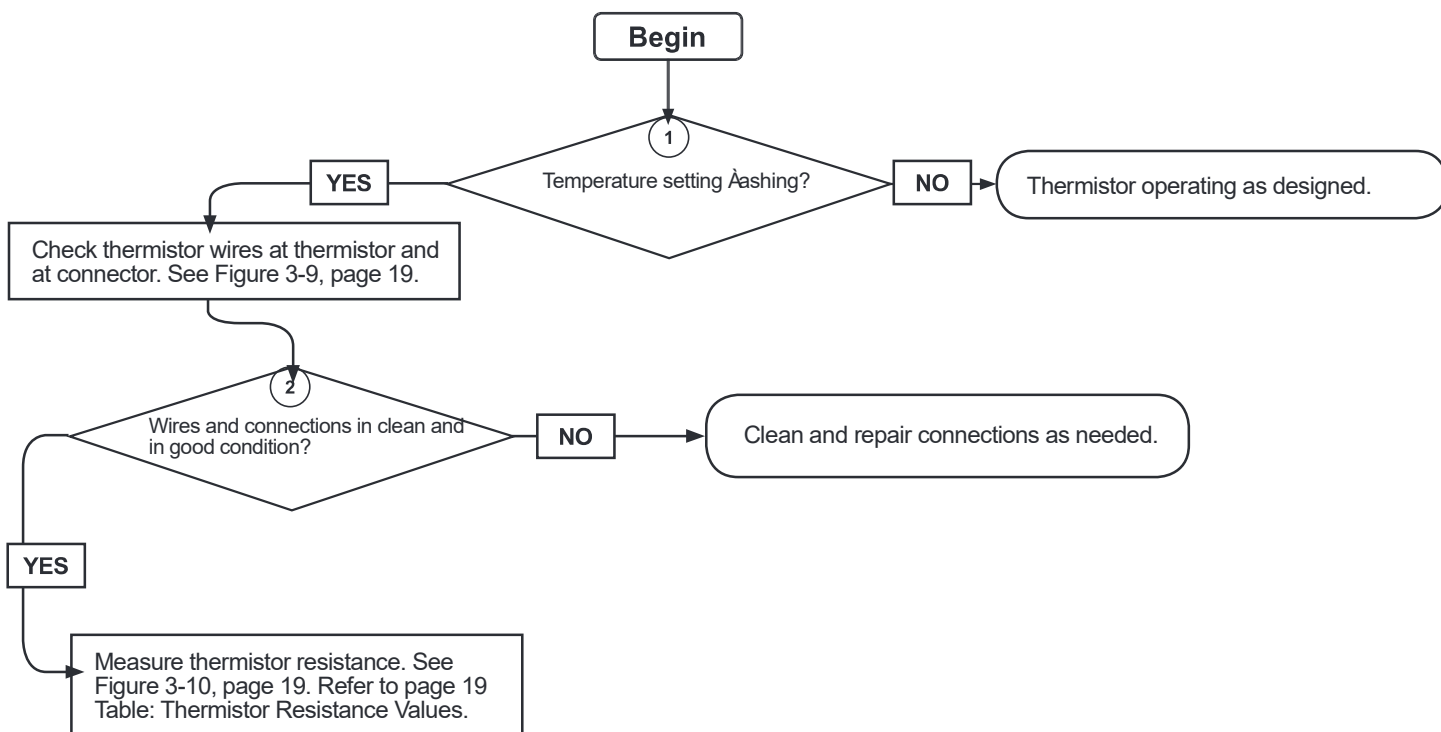 Begin
1
Temperature setting Àashing?
YES
NO
Thermistor operating as designed.
Check thermistor wires at thermistor and
at connector. See Figure 3-9, page 19.
2
Wires and connections in clean and
in good condition?
NO
Clean and repair connections as needed.
YES
Measure thermistor resistance. See
Figure 3-10, page 19. Refer to page 19
Table: Thermistor Resistance Values.